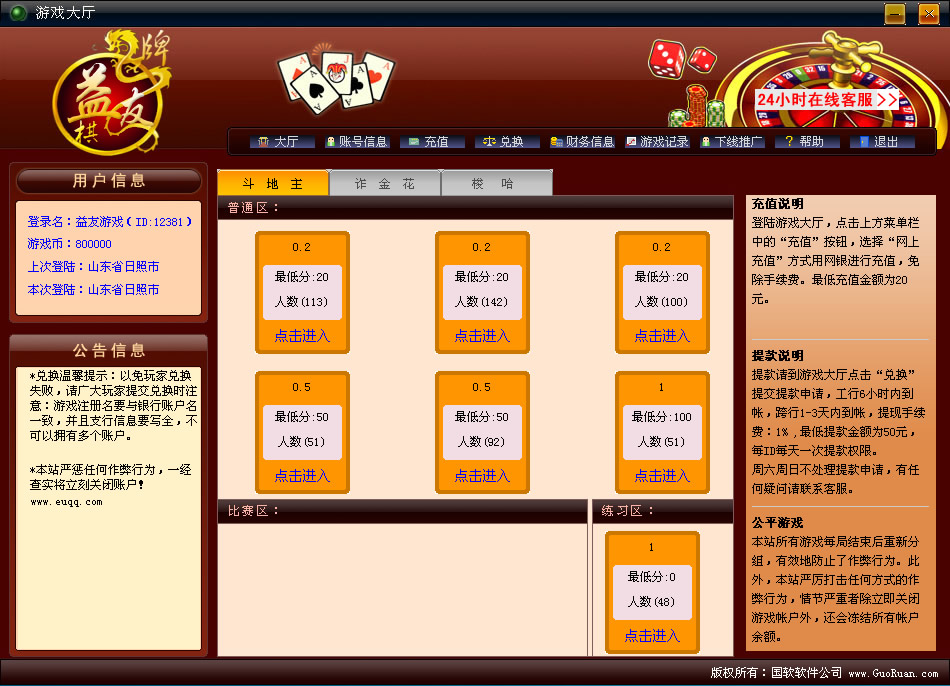 游戏大厅
益友棋牌
24小时在线客服 >>
大厅 账号信息 充值 兑换 财务信息 游戏记录 下线推广 帮助 退出
用户信息
登录名：益友游戏（ID:12381）
游戏币：800000
上次登陆：山东省日照市
本次登陆：山东省日照市
公告信息
*兑换温馨提示：以免玩家兑换
失败，请广大玩家提交兑换时注
意：游戏注册名要与银行账户名
一致，并且支行信息要写全，不
可以拥有多个账户。
*本站严惩任何作弊行为，一经
查实将立刻关闭账户！
www.euqq.com
斗地主 诈金花 梭哈
普通区：
0.2
最低分:20
人数(113)
点击进入
0.2
最低分:20
人数(142)
点击进入
0.2
最低分:20
人数(100)
点击进入
0.5
最低分:50
人数(51)
点击进入
0.5
最低分:50
人数(92)
点击进入
1
最低分:100
人数(51)
点击进入
比赛区：
练习区：
1
最低分:0
人数(48)
点击进入
充值说明
登陆游戏大厅，点击上方菜单栏
中的“充值”按钮，选择“网上
充值”方式用网银进行充值，免
除手续费。最低充值金额为20
元。
提款说明
提款请到游戏大厅点击“兑换”
提交提款申请，工行6小时内到
帐，跨行1-3天内到帐，提现手续
费：1%,最低提款金额为50元，
每ID每天一次提款权限。
周六周日不处理提款申请，有任
何疑问请联系客服。
公平游戏
本站所有游戏每局结束后重新分
组，有效地防止了作弊行为。此
外，本站严厉打击任何方式的作
弊行为，情节严重者除立即关闭
游戏帐户外，还会冻结所有帐户
余额。
版权所有：国软软件公司 www.GuoRuan.com